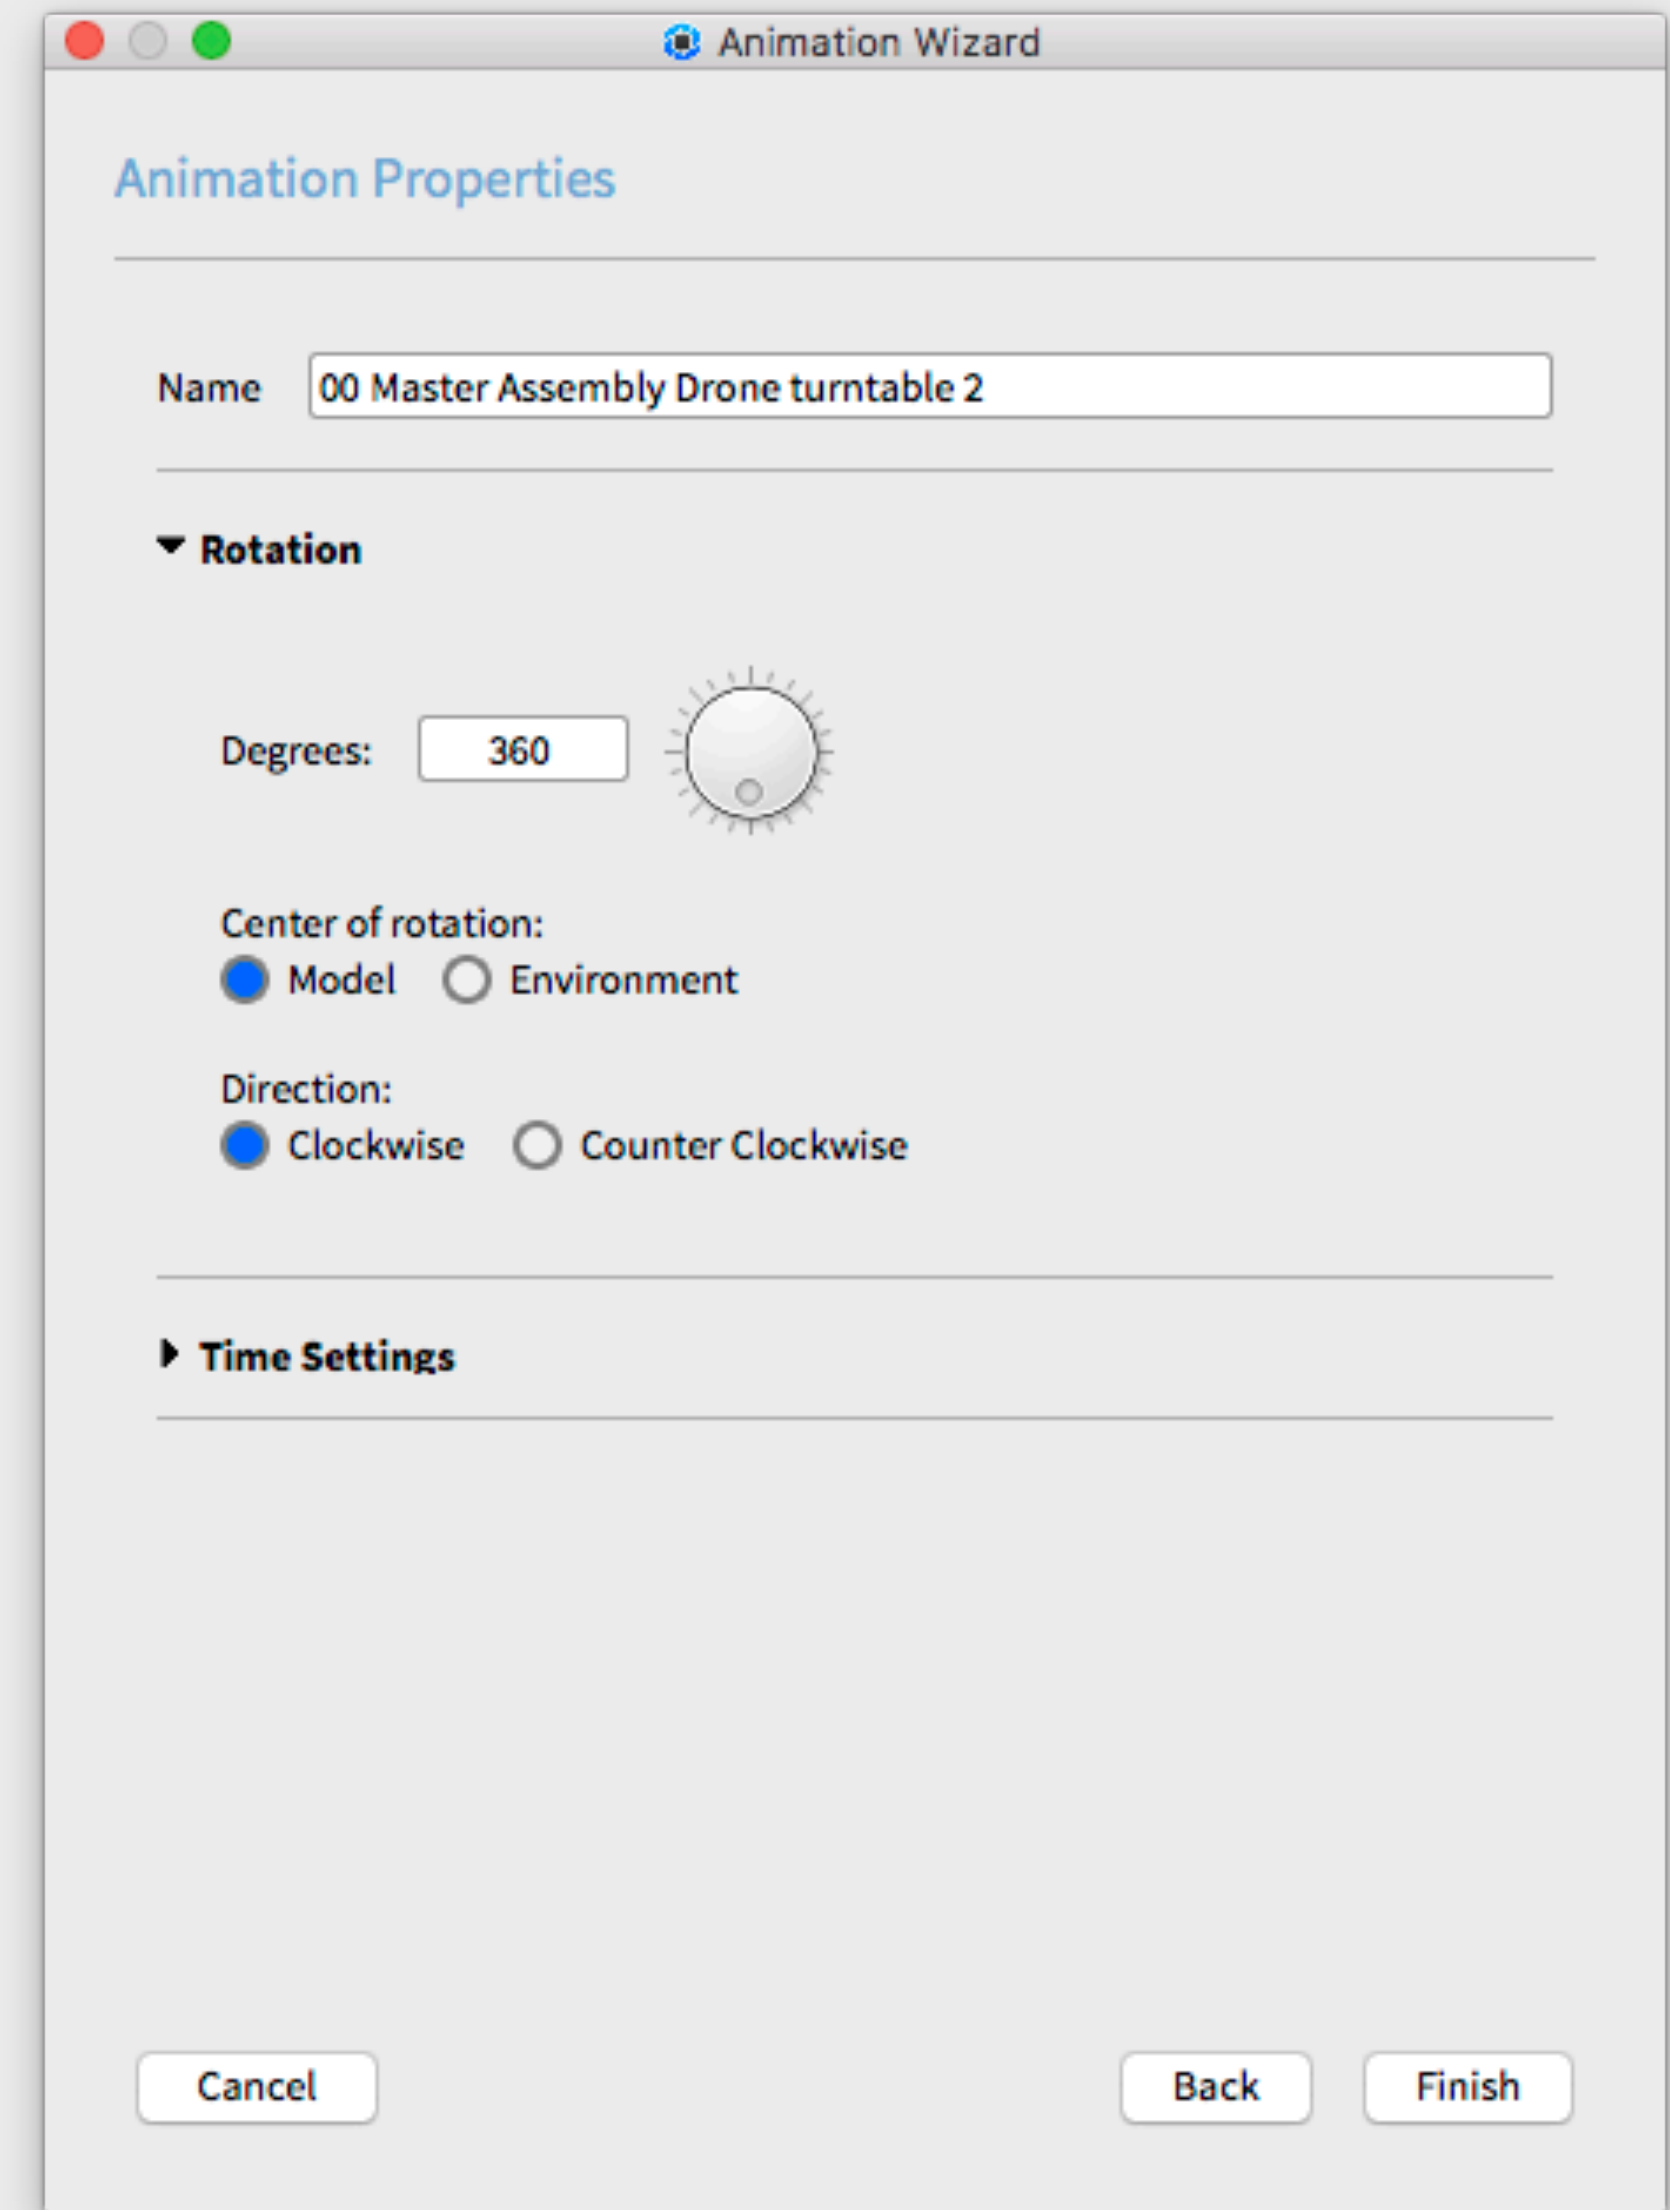 Animation Wizard
Animation Properties
Name 00 Master Assembly Drone turntable 2
Rotation
Degrees: 360
Center of rotation:
Model Environment
Direction:
Clockwise Counter Clockwise
Time Settings
Cancel Back Finish